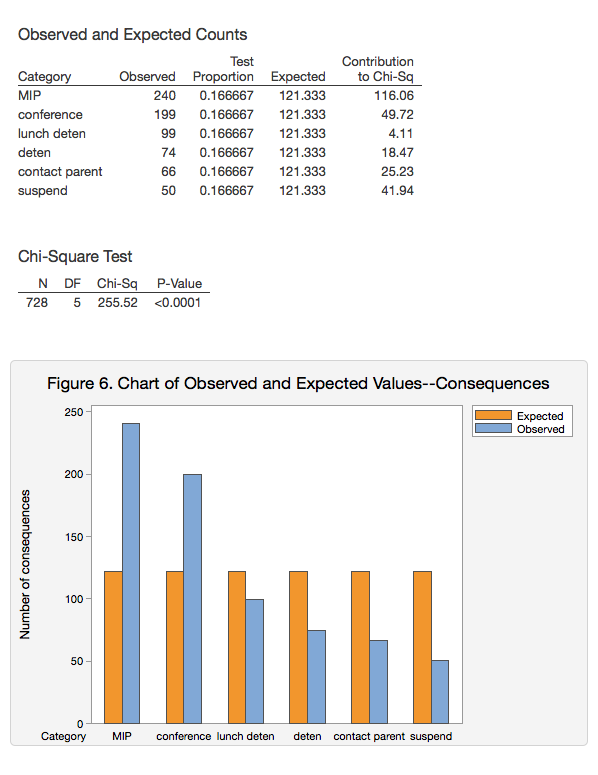 Observed and Expected Counts
Test Contribution
Category Observed Proportion Expected to Chi-Sq
MIP 240 0.166667 121.333 116.06
conference 199 0.166667 121.333 49.72
lunch deten 99 0.166667 121.333 4.11
deten 74 0.166667 121.333 18.47
contact parent 66 0.166667 121.333 25.23
suspend 50 0.166667 121.333 41.94
Chi-Square Test
N DF Chi-Sq P-Value
728 5 255.52 <0.0001
Figure 6. Chart of Observed and Expected Values--Consequences
Expected
Observed
Number of consequences
250
200
150
100
50
0
Category MIP conference lunch deten deten contact parent suspend